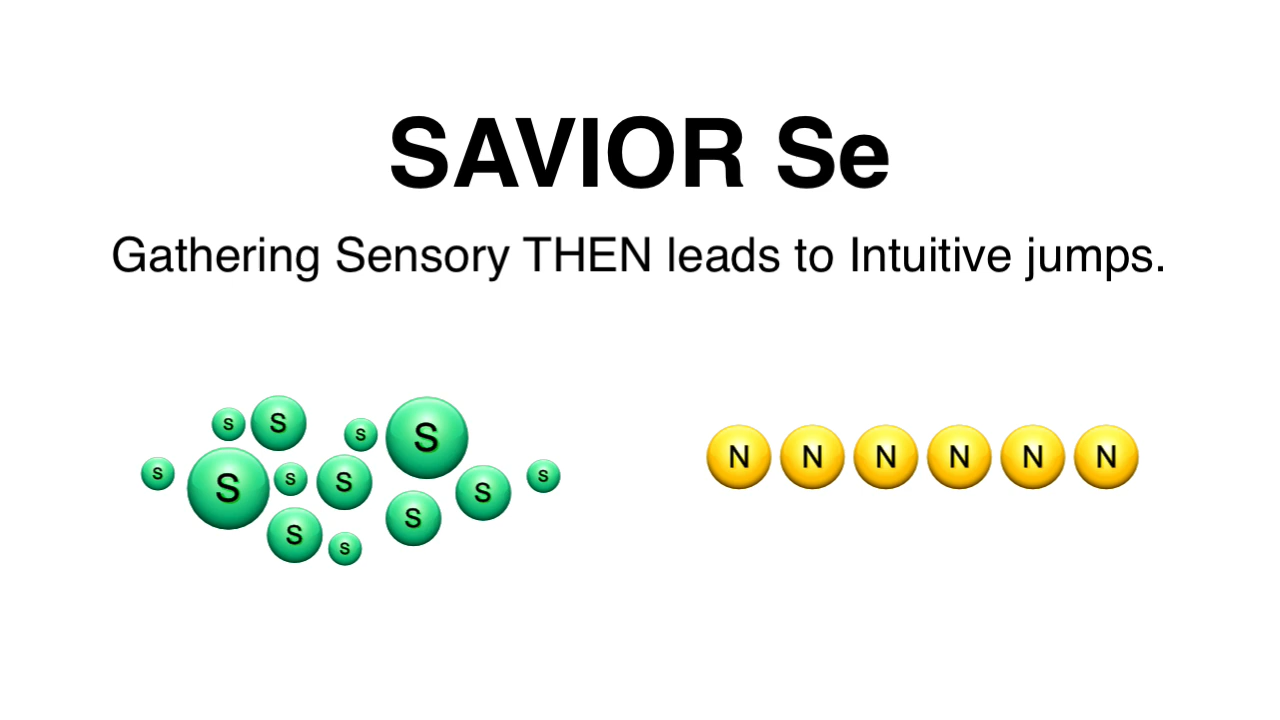 SAVIOR Se
Gathering Sensory THEN leads to Intuitive jumps.
S S S S
S S S S S S
S S S
N N N N N N